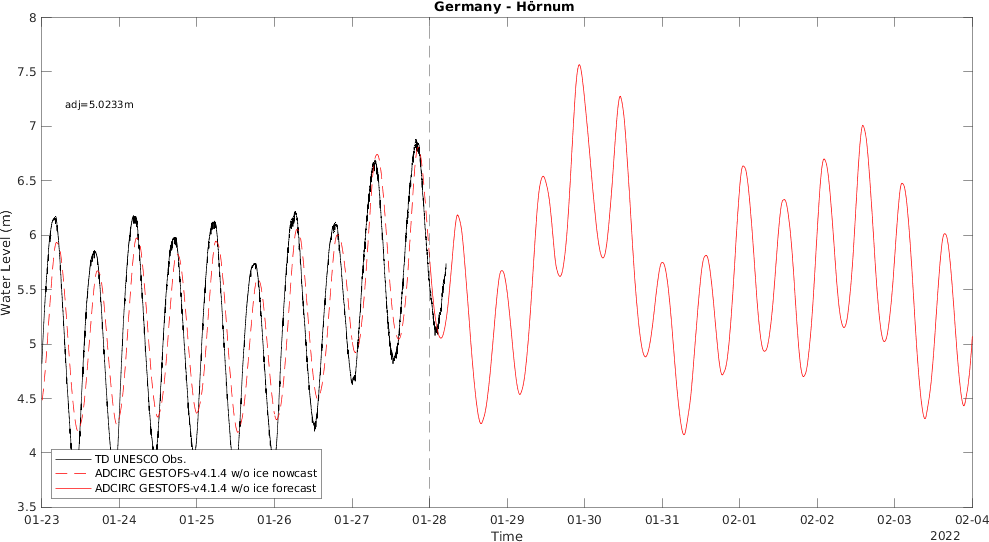 Germany - Hörnum
8
7.5
7
6.5
6
5.5
5
4.5
4
3.5
Water Level (m)
adj=5.0233m
TD UNESCO Obs.
ADCIRC GESTOFS-v4.1.4 w/o ice nowcast
ADCIRC GESTOFS-v4.1.4 w/o ice forecast
01-23 01-24 01-25 01-26 01-27 01-28 01-29 01-30 01-31 02-01 02-02 02-03 02-04
Time
2022